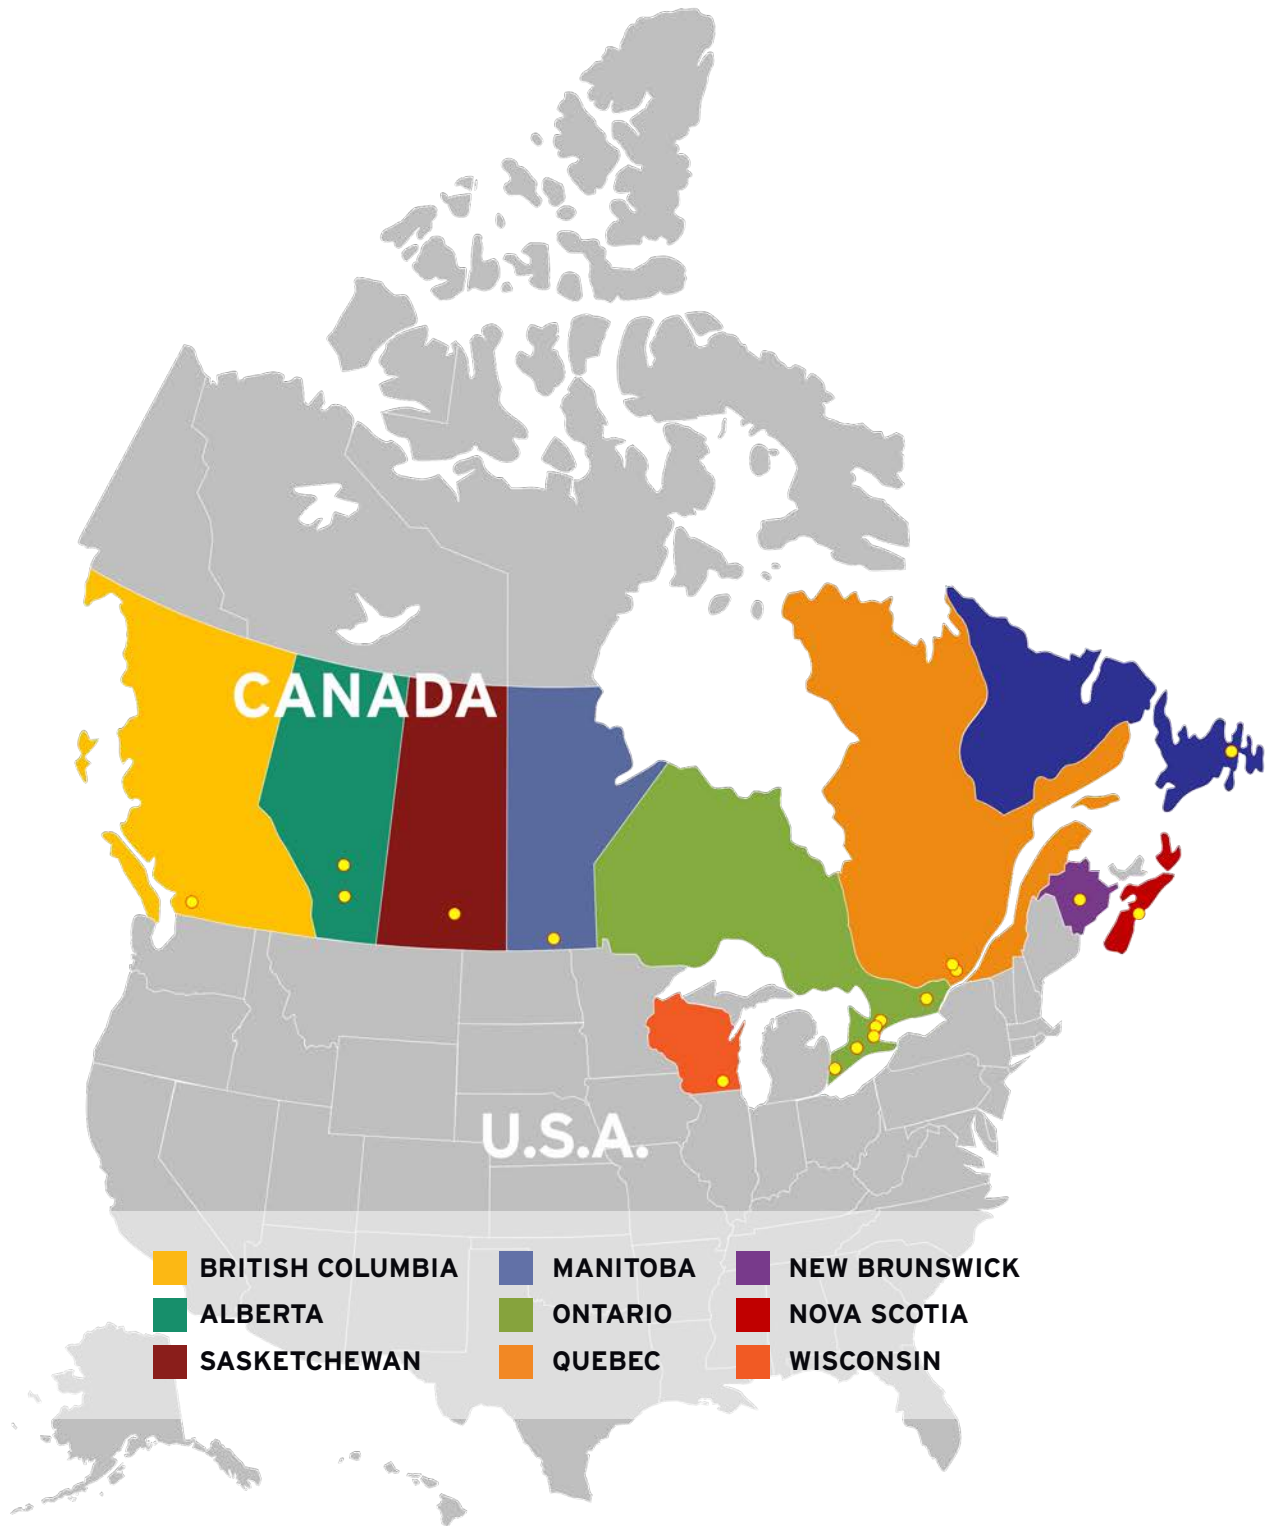 CANADA
U.S.A.
BRITISH COLUMBIA
ALBERTA
SASKETCHEWAN
MANITOBA
ONTARIO
QUEBEC
NEW BRUNSWICK
NOVA SCOTIA
WISCONSIN